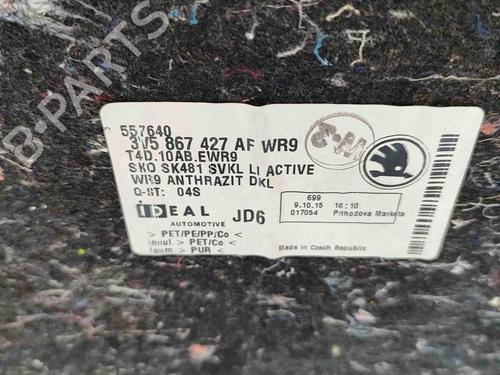 B-PARTS
557640
3V5 867 427 AF WR9
T4D.10AB.EWR9
SKO SK481 SVKL LI ACTIVE
WR9 ANTHRAZIT DKL
Q-ST: 04S
IDEAL JD6
AUTOMOTIVE
699
9.10.15 16:10
017054 Prihodova Marketa
> PET/PE/PP/Co <
> PET/Co <
> PUR <
Made in Czech Republic